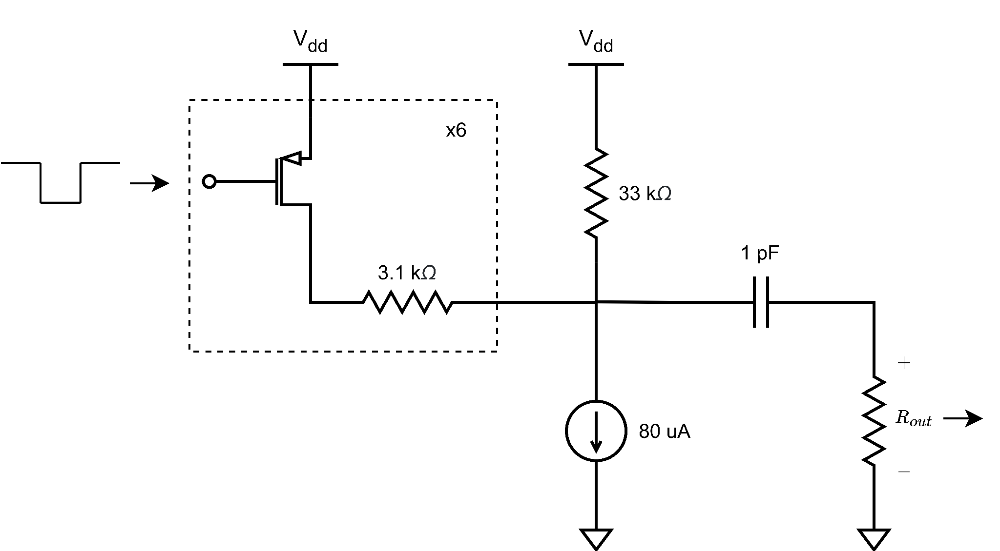 Vdd
Vdd
x6
33 kΩ
1 pF
3.1 kΩ
+
Rout
80 uA
−